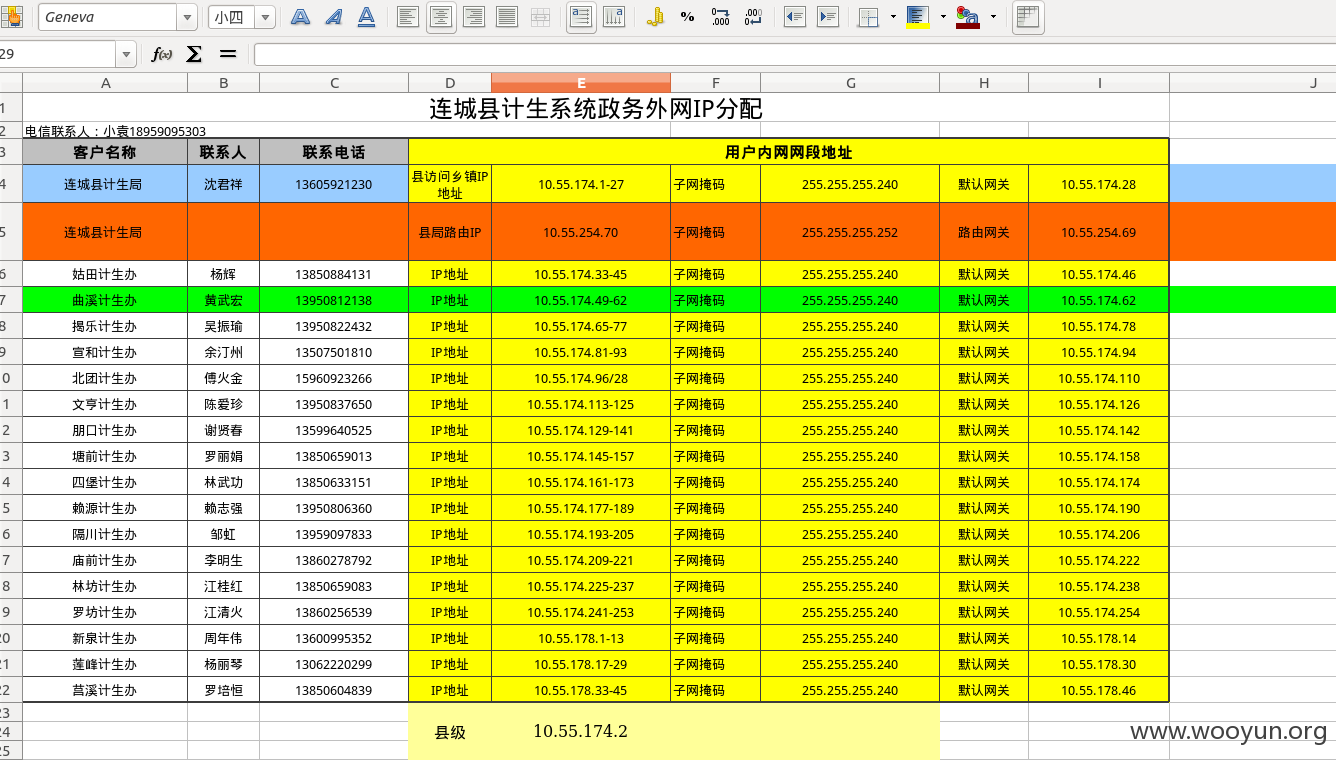 Geneva 小四
29 f(x) Σ =
A B C D E F G H I J
1 连城县计生系统政务外网IP分配
2 电信联系人：小袁18959095303
3 客户名称 联系人 联系电话 用户内网网段地址
4 连城县计生局 沈君祥 13605921230 县访问乡镇IP地址 10.55.174.1-27 子网掩码 255.255.255.240 默认网关 10.55.174.28
5 连城县计生局 县局路由IP 10.55.254.70 子网掩码 255.255.255.252 路由网关 10.55.254.69
6 姑田计生办 杨辉 13850884131 IP地址 10.55.174.33-45 子网掩码 255.255.255.240 默认网关 10.55.174.46
7 曲溪计生办 黄武宏 13950812138 IP地址 10.55.174.49-62 子网掩码 255.255.255.240 默认网关 10.55.174.62
8 揭乐计生办 吴振瑜 13950822432 IP地址 10.55.174.65-77 子网掩码 255.255.255.240 默认网关 10.55.174.78
9 宣和计生办 余汀州 13507501810 IP地址 10.55.174.81-93 子网掩码 255.255.255.240 默认网关 10.55.174.94
0 北团计生办 傅火金 15960923266 IP地址 10.55.174.96/28 子网掩码 255.255.255.240 默认网关 10.55.174.110
1 文亨计生办 陈爱珍 13950837650 IP地址 10.55.174.113-125 子网掩码 255.255.255.240 默认网关 10.55.174.126
2 朋口计生办 谢贤春 13599640525 IP地址 10.55.174.129-141 子网掩码 255.255.255.240 默认网关 10.55.174.142
3 塘前计生办 罗丽娟 13850659013 IP地址 10.55.174.145-157 子网掩码 255.255.255.240 默认网关 10.55.174.158
4 四堡计生办 林武功 13850633151 IP地址 10.55.174.161-173 子网掩码 255.255.255.240 默认网关 10.55.174.174
5 赖源计生办 赖志强 13950806360 IP地址 10.55.174.177-189 子网掩码 255.255.255.240 默认网关 10.55.174.190
6 隔川计生办 邹虹 13959097833 IP地址 10.55.174.193-205 子网掩码 255.255.255.240 默认网关 10.55.174.206
7 庙前计生办 李明生 13860278792 IP地址 10.55.174.209-221 子网掩码 255.255.255.240 默认网关 10.55.174.222
8 林坊计生办 江桂红 13850659083 IP地址 10.55.174.225-237 子网掩码 255.255.255.240 默认网关 10.55.174.238
9 罗坊计生办 江清火 13860256539 IP地址 10.55.174.241-253 子网掩码 255.255.255.240 默认网关 10.55.174.254
20 新泉计生办 周年伟 13600995352 IP地址 10.55.178.1-13 子网掩码 255.255.255.240 默认网关 10.55.178.14
21 莲峰计生办 杨丽琴 13062220299 IP地址 10.55.178.17-29 子网掩码 255.255.255.240 默认网关 10.55.178.30
22 莒溪计生办 罗培恒 13850604839 IP地址 10.55.178.33-45 子网掩码 255.255.255.240 默认网关 10.55.178.46
23
24 县级 10.55.174.2
25
www.wooyun.org